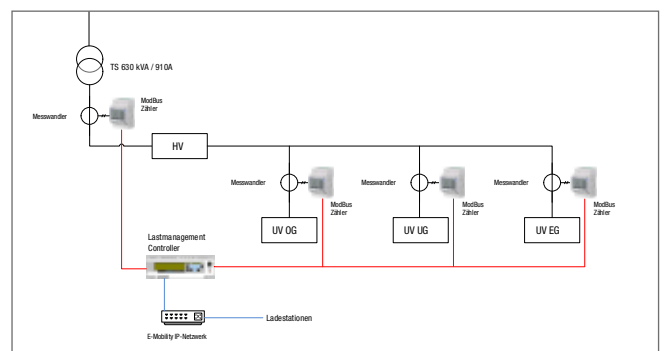 TS 630 kVA / 910A
ModBus
Zähler
Messwandler
HV
Messwandler
Messwandler
Messwandler
ModBus
Zähler
ModBus
Zähler
ModBus
Zähler
UV OG
UV UG
UV EG
Lastmanagement
Controller
Ladestationen
E-Mobility IP-Netzwerk